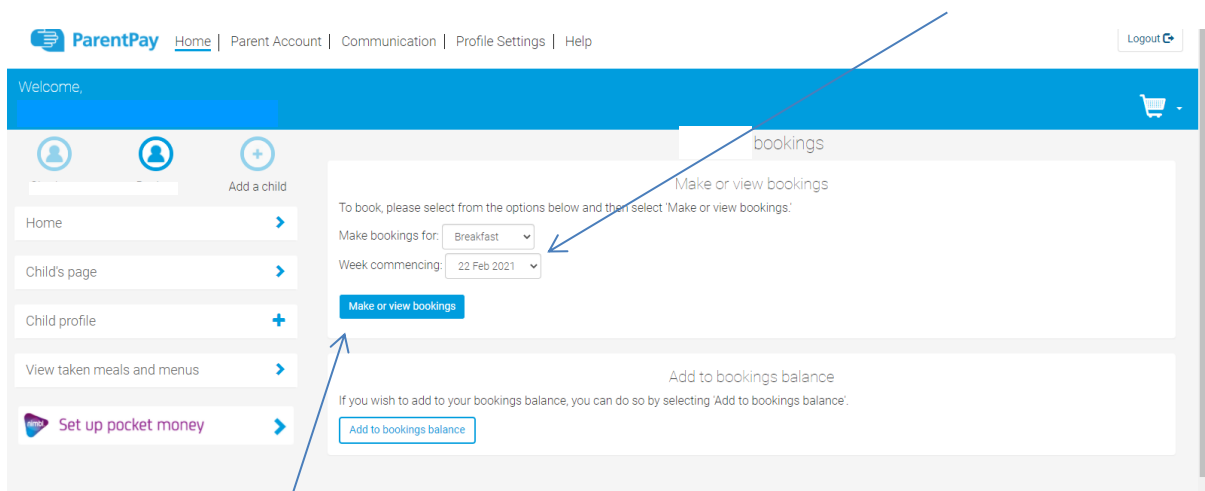 ParentPay Home | Parent Account | Communication | Profile Settings | Help
Logout
Welcome,
bookings
Add a child
Make or view bookings
To book, please select from the options below and then select 'Make or view bookings.'
Make bookings for: Breakfast
Week commencing: 22 Feb 2021
Make or view bookings
Home
Child's page
Child profile
View taken meals and menus
nimbl Set up pocket money
Add to bookings balance
If you wish to add to your bookings balance, you can do so by selecting 'Add to bookings balance'.
Add to bookings balance